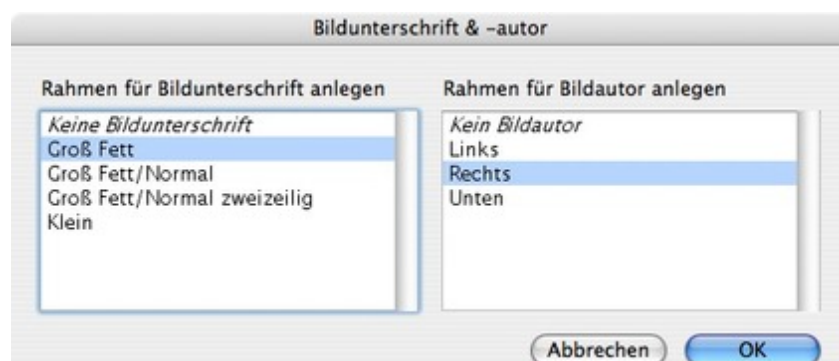 Bildunterschrift & –autor
Rahmen für Bildunterschrift anlegen
Keine Bildunterschrift
Groß Fett
Groß Fett/Normal
Groß Fett/Normal zweizeilig
Klein
Rahmen für Bildautor anlegen
Kein Bildautor
Links
Rechts
Unten
Abbrechen
OK